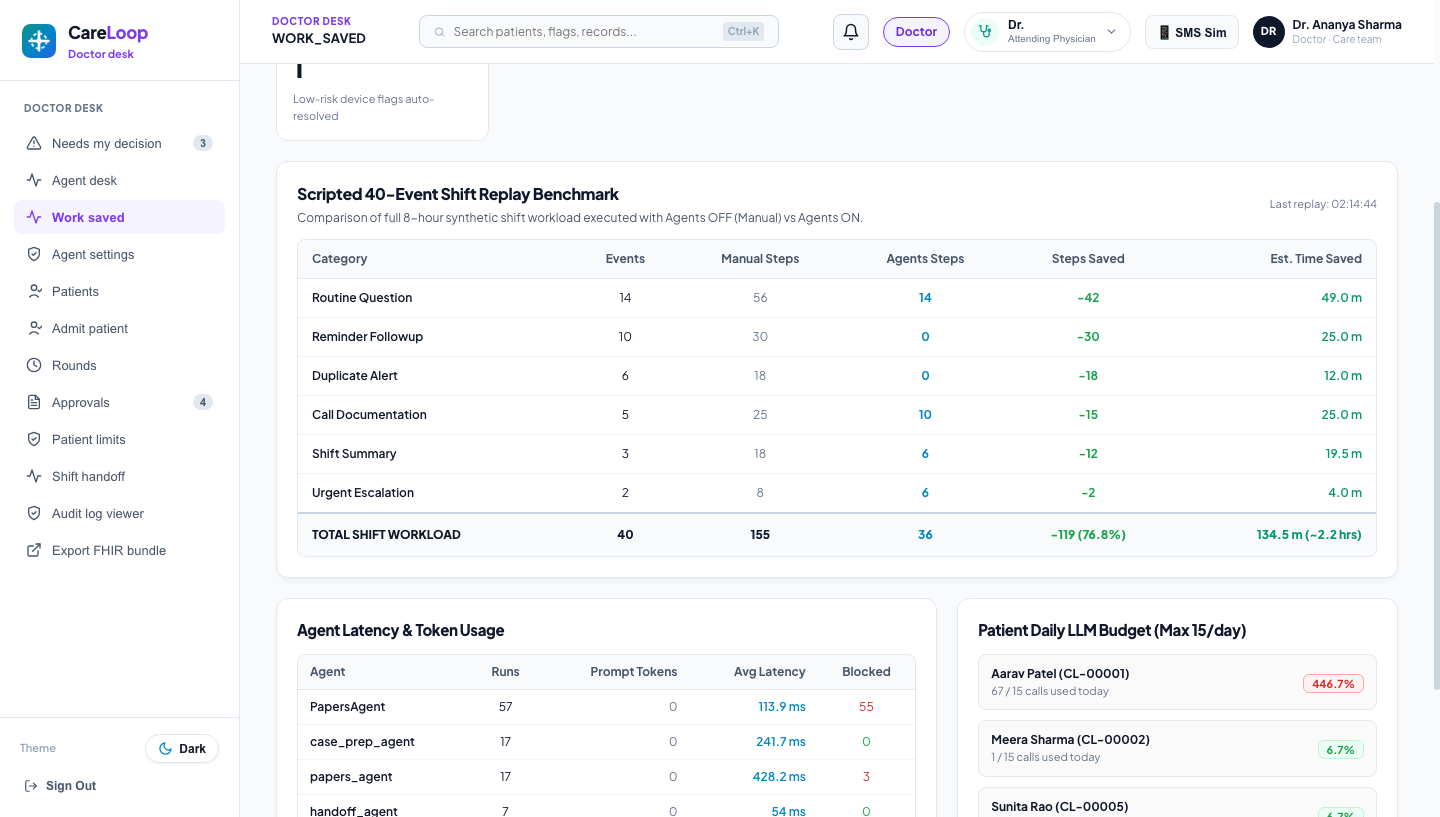 CareLoop
Doctor desk
DOCTOR DESK
Needs my decision 3
Agent desk
Work saved
Agent settings
Patients
Admit patient
Rounds
Approvals 4
Patient limits
Shift handoff
Audit log viewer
Export FHIR bundle
Theme Dark
Sign Out
DOCTOR DESK
WORK_SAVED
Search patients, flags, records... Ctrl+K
Doctor
Dr.
Attending Physician
SMS Sim
DR
Dr. Ananya Sharma
Doctor · Care team
Low-risk device flags auto-
resolved
Scripted 40-Event Shift Replay Benchmark
Comparison of full 8-hour synthetic shift workload executed with Agents OFF (Manual) vs Agents ON.
Last replay: 02:14:44
Category Events Manual Steps Agents Steps Steps Saved Est. Time Saved
Routine Question 14 56 14 -42 49.0 m
Reminder Followup 10 30 0 -30 25.0 m
Duplicate Alert 6 18 0 -18 12.0 m
Call Documentation 5 25 10 -15 25.0 m
Shift Summary 3 18 6 -12 19.5 m
Urgent Escalation 2 8 6 -2 4.0 m
TOTAL SHIFT WORKLOAD 40 155 36 -119 (76.8%) 134.5 m (~2.2 hrs)
Agent Latency & Token Usage
Agent Runs Prompt Tokens Avg Latency Blocked
PapersAgent 57 0 113.9 ms 55
case_prep_agent 17 0 241.7 ms 0
papers_agent 17 0 428.2 ms 3
handoff_agent 7 0 54 ms 0
Patient Daily LLM Budget (Max 15/day)
Aarav Patel (CL-00001)
67 / 15 calls used today
446.7%
Meera Sharma (CL-00002)
1 / 15 calls used today
6.7%
Sunita Rao (CL-00005)
6.7%